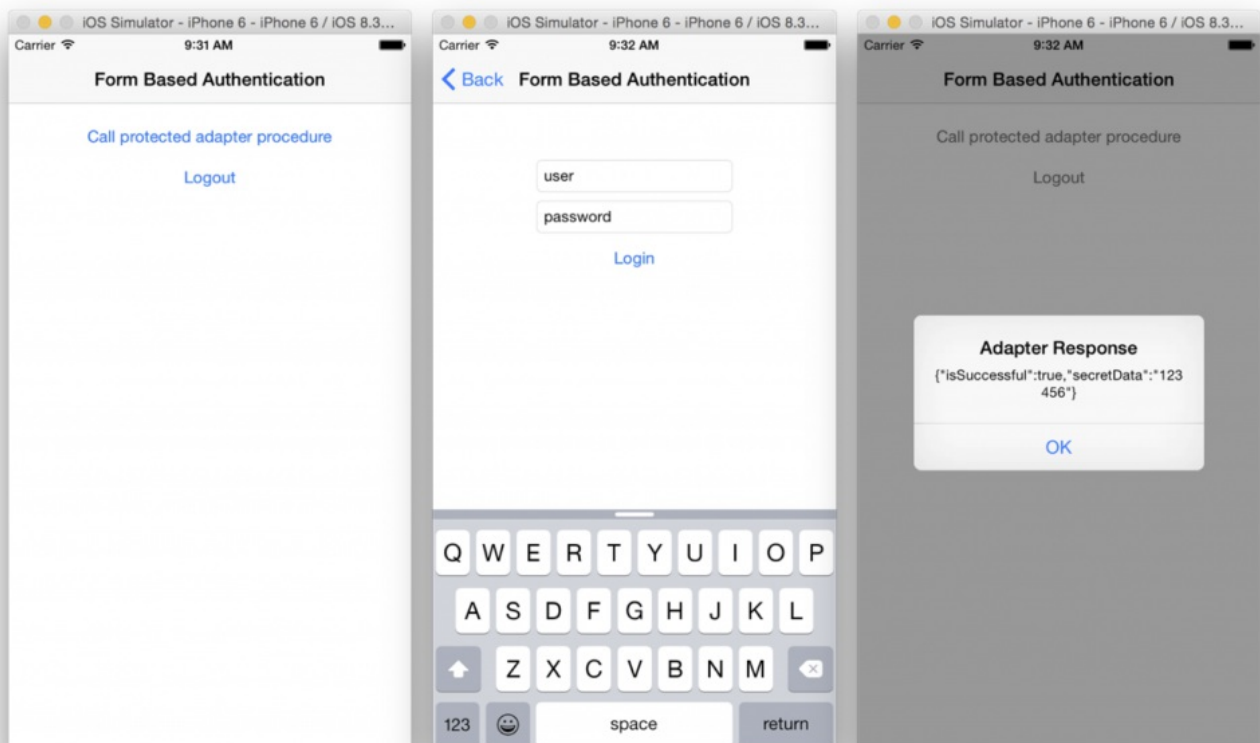 iOS Simulator - iPhone 6 - iPhone 6 / iOS 8.3...
Carrier 9:31 AM
Form Based Authentication
Call protected adapter procedure
Logout
iOS Simulator - iPhone 6 - iPhone 6 / iOS 8.3...
Carrier 9:32 AM
Back Form Based Authentication
user
password
Login
Q W E R T Y U I O P
A S D F G H J K L
Z X C V B N M
123 space return
iOS Simulator - iPhone 6 - iPhone 6 / iOS 8.3...
Carrier 9:32 AM
Form Based Authentication
Call protected adapter procedure
Logout
Adapter Response
{"isSuccessful":true,"secretData":"123
456"}
OK